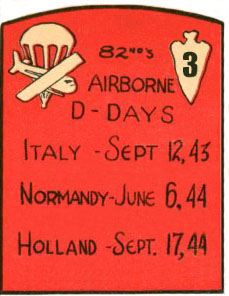 82ND'S
3
AIRBORNE
D-DAYS
ITALY - SEPT 12,43
NORMANDY - JUNE 6,44
HOLLAND - SEPT. 17,44